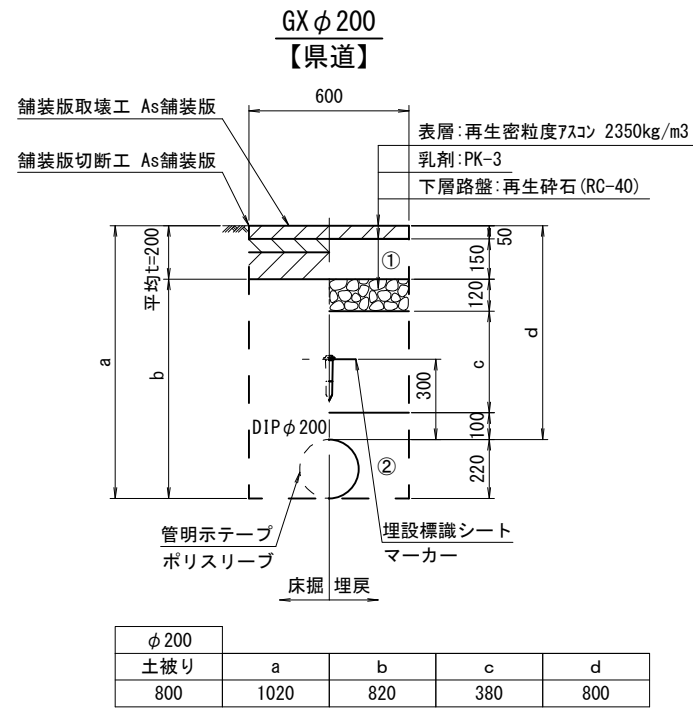 GXφ200
【県道】
600
舗装版取壊工 As舗装版
表層:再生密粒度ｱｽｺﾝ 2350kg/m3
乳剤:PK-3
舗装版切断工 As舗装版
下層路盤:再生砕石(RC-40)
50
平均t=200
①
150
120
a
b
c
d
300
DIPφ200
100
②
220
管明示テープ
ポリスリーブ
埋設標識シート
マーカー
床掘 埋戻
φ200
土被り a b c d
800 1020 820 380 800